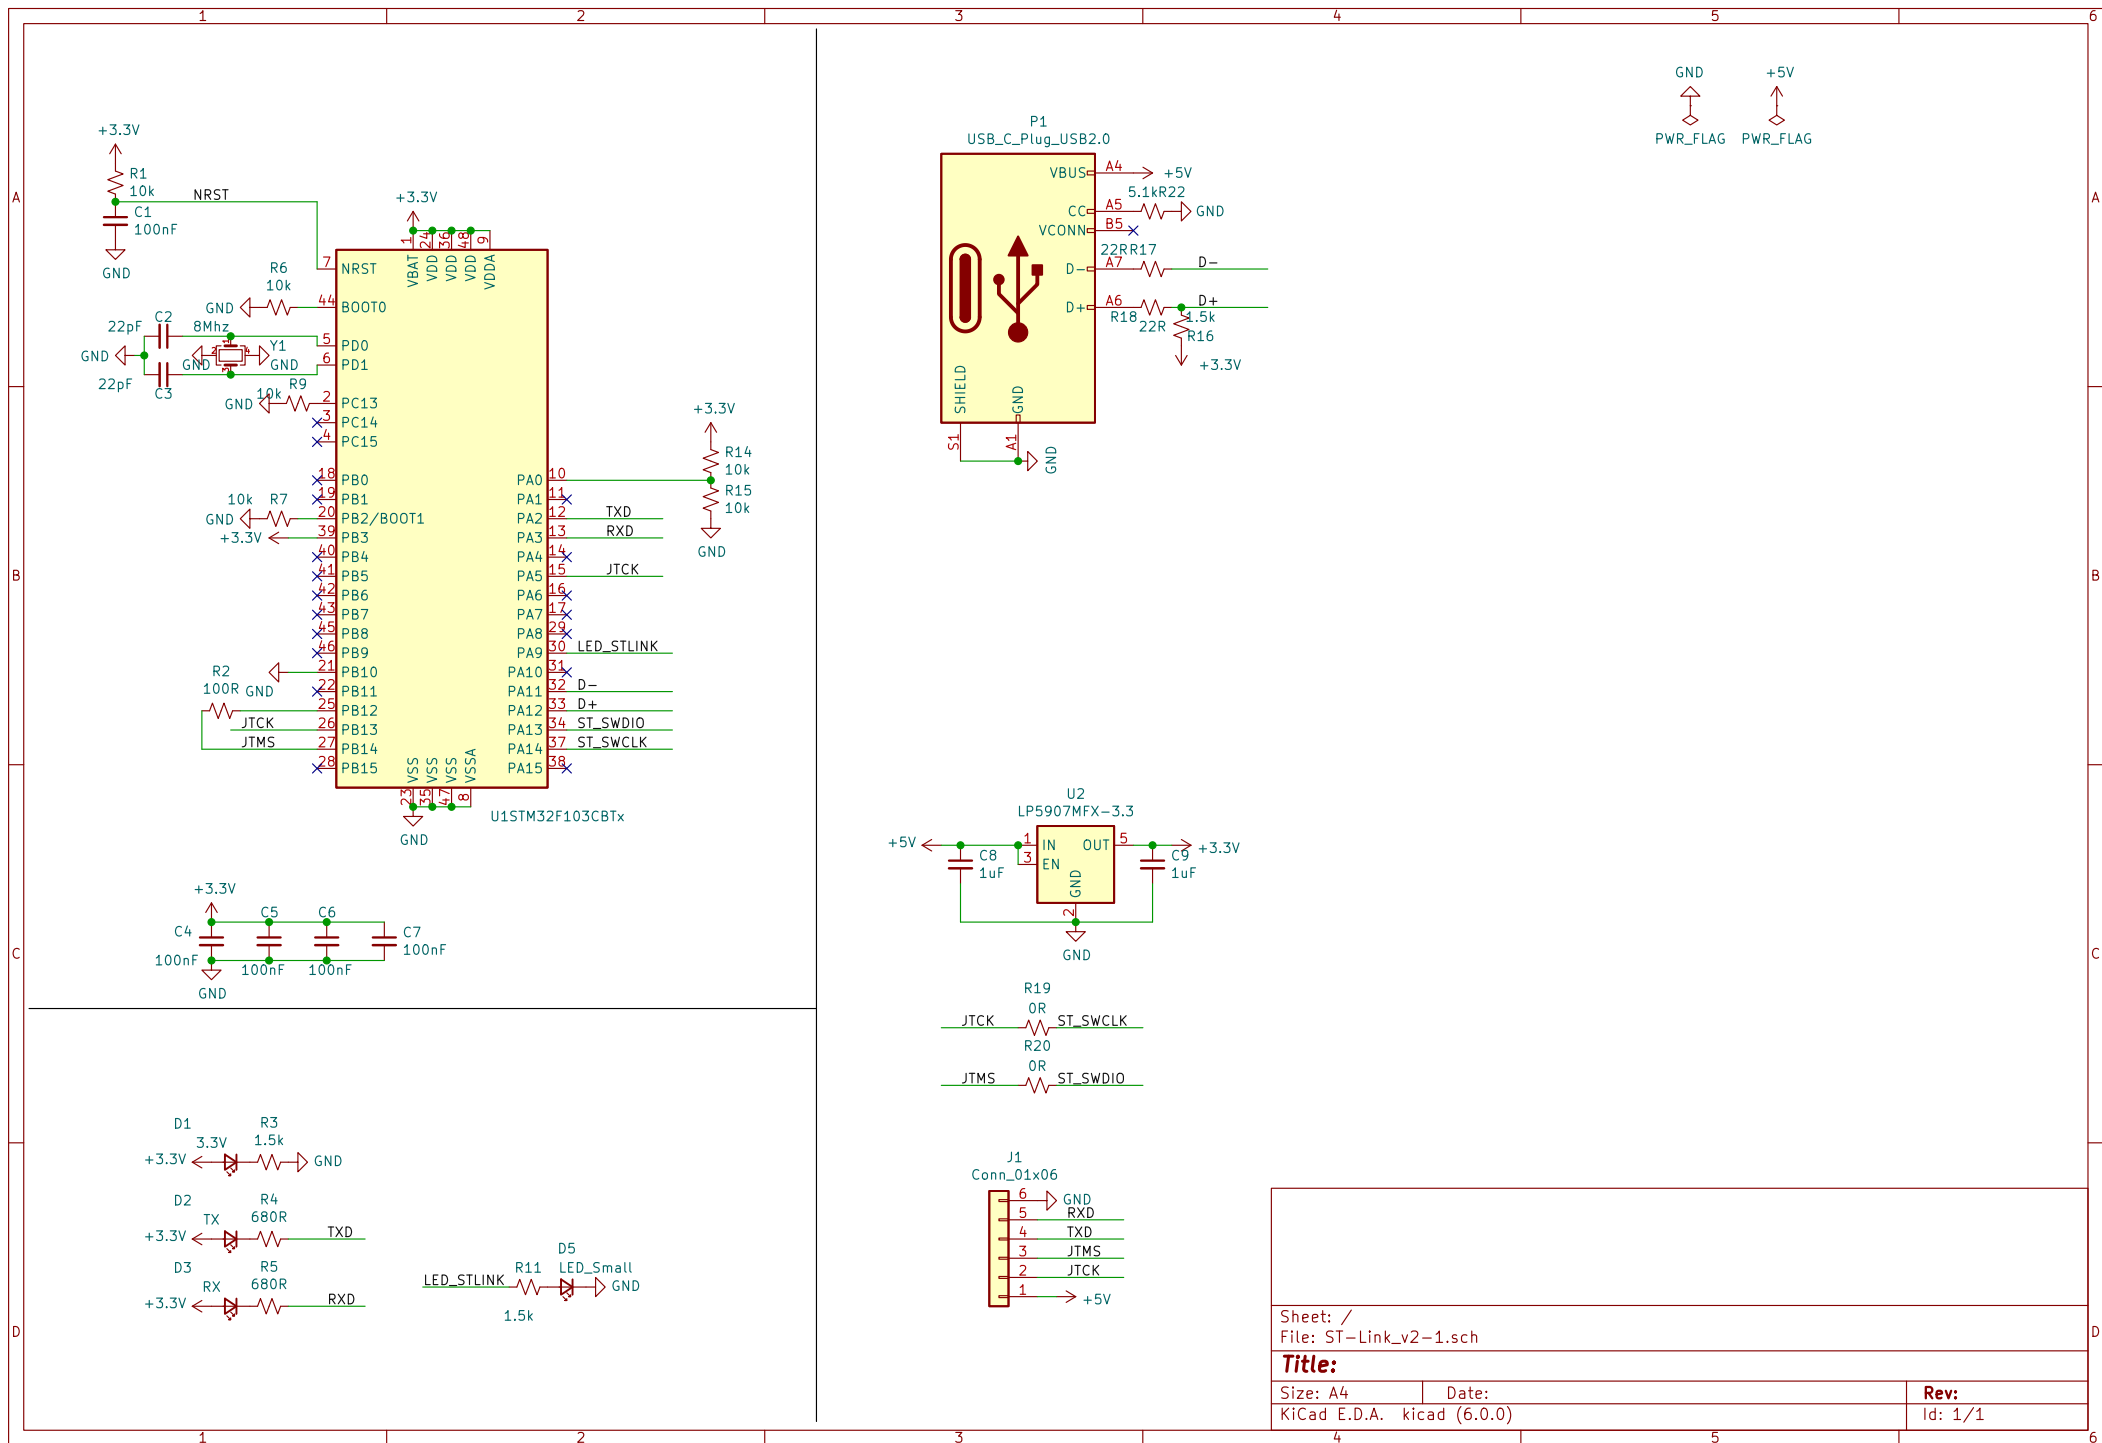 1 2 3 4 5 6
A
B
C
D
A
B
C
D
+3.3V
R1
10k
NRST
C1
100nF
GND
+3.3V
1 24 36 48 9
VBAT VDD VDD VDD VDDA
R6
10k
GND
C2
22pF
8Mhz
Y1
GND
GND
GND
1
2
3
4
22pF
C3
R9
10k
GND
7 NRST
44 BOOT0
5 PD0
6 PD1
2 PC13
3 PC14
4 PC15
18 PB0
19 PB1
20 PB2/BOOT1
39 PB3
40 PB4
41 PB5
42 PB6
43 PB7
45 PB8
46 PB9
21 PB10
22 PB11
25 PB12
26 PB13
27 PB14
28 PB15
10k R7
GND
+3.3V
R2
100R GND
JTCK
JTMS
PA0 10
PA1 11
PA2 12 TXD
PA3 13 RXD
PA4 14
PA5 15 JTCK
PA6 16
PA7 17
PA8 29
PA9 30 LED_STLINK
PA10 31
PA11 32 D-
PA12 33 D+
PA13 34 ST_SWDIO
PA14 37 ST_SWCLK
PA15 38
VSS VSS VSS VSSA
23 35 47 8
GND
U1STM32F103CBTx
+3.3V
R14
10k
R15
10k
GND
+3.3V
C4
100nF
C5
100nF
C6
100nF
C7
100nF
GND
D1
3.3V
+3.3V
R3
1.5k
GND
D2
TX
+3.3V
R4
680R
TXD
D3
RX
+3.3V
R5
680R
RXD
LED_STLINK
R11
1.5k
D5
LED_Small
GND
P1
USB_C_Plug_USB2.0
VBUS A4 +5V
5.1kR22
CC A5 GND
VCONN B5
22RR17
D- A7 D-
D+ A6 D+
R18
22R
1.5k
R16
+3.3V
SHIELD
GND
S1
A1
GND
GND
PWR_FLAG
+5V
PWR_FLAG
U2
LP5907MFX-3.3
+5V
1 IN
3 EN
OUT 5
GND
2
C8
1uF
C9
1uF
+3.3V
GND
R19
0R
JTCK ST_SWCLK
R20
0R
JTMS ST_SWDIO
J1
Conn_01x06
6 GND
5 RXD
4 TXD
3 JTMS
2 JTCK
1 +5V
Sheet: /
File: ST-Link_v2-1.sch
Title:
Size: A4 Date: Rev:
KiCad E.D.A. kicad (6.0.0) Id: 1/1
1 2 3 4 5 6